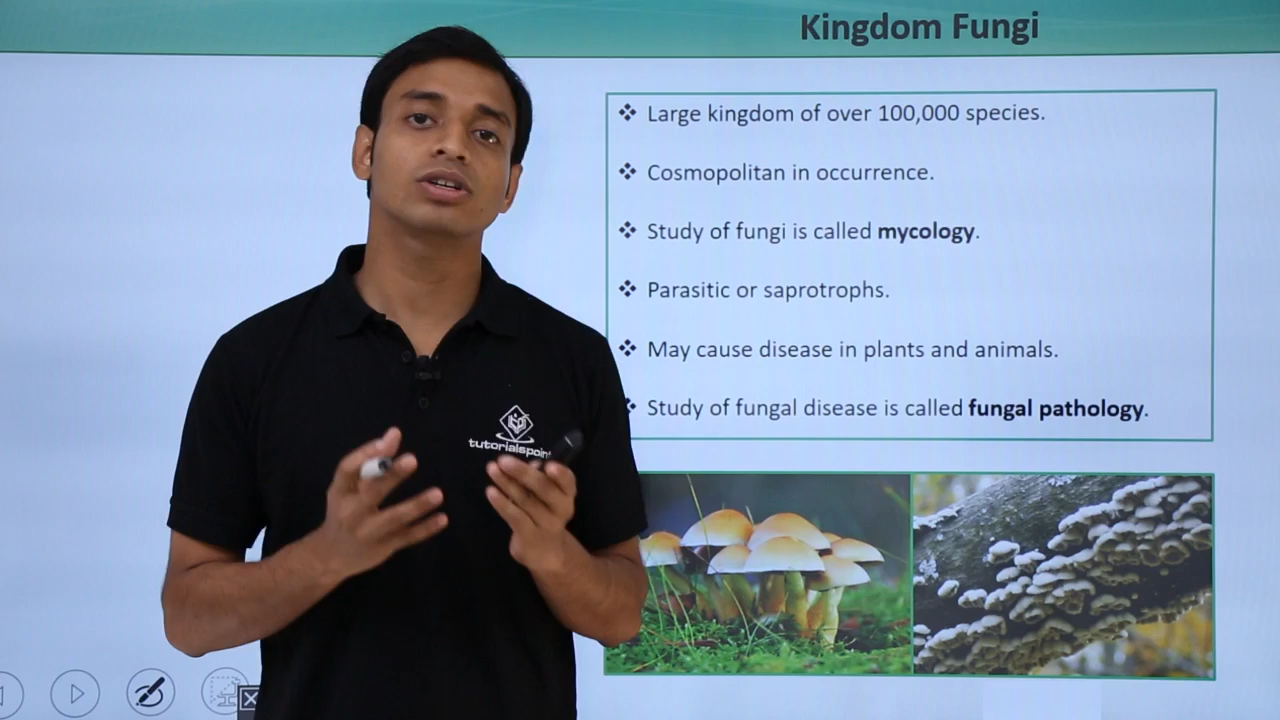 Kingdom Fungi
Large kingdom of over 100,000 species.
Cosmopolitan in occurrence.
Study of fungi is called mycology.
Parasitic or saprotrophs.
May cause disease in plants and animals.
Study of fungal disease is called fungal pathology.
tutorialspoint